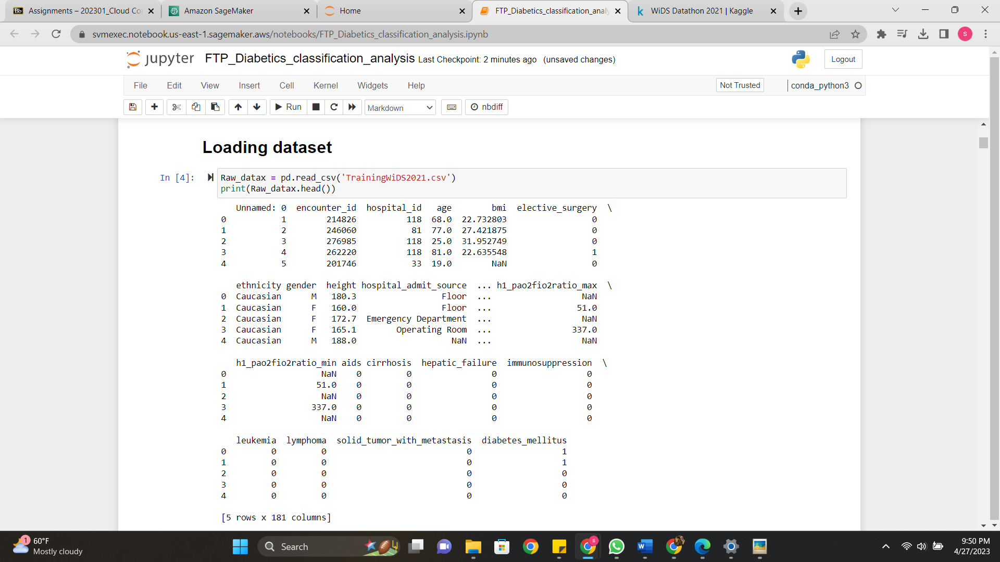 Assignments – 202301_Cloud Co
Amazon SageMaker
Home
FTP_Diabetics_classification_analy
WiDS Datathon 2021 | Kaggle
svmexec.notebook.us-east-1.sagemaker.aws/notebooks/FTP_Diabetics_classification_analysis.ipynb
jupyter FTP_Diabetics_classification_analysis Last Checkpoint: 2 minutes ago (unsaved changes)
Logout
File Edit View Insert Cell Kernel Widgets Help
Not Trusted
conda_python3
Run
Markdown
nbdiff
Loading dataset
In [4]:
Raw_datax = pd.read_csv('TrainingWiDS2021.csv')
print(Raw_datax.head())
Unnamed: 0 encounter_id hospital_id age bmi elective_surgery \
0 1 214826 118 68.0 22.732803 0
1 2 246060 81 77.0 27.421875 0
2 3 276985 118 25.0 31.952749 0
3 4 262220 118 81.0 22.635548 1
4 5 201746 33 19.0 NaN 0
ethnicity gender height hospital_admit_source ... h1_pao2fio2ratio_max \
0 Caucasian M 180.3 Floor ... NaN
1 Caucasian F 160.0 Floor ... 51.0
2 Caucasian F 172.7 Emergency Department ... NaN
3 Caucasian F 165.1 Operating Room ... 337.0
4 Caucasian M 188.0 NaN ... NaN
h1_pao2fio2ratio_min aids cirrhosis hepatic_failure immunosuppression \
0 NaN 0 0 0 0
1 51.0 0 0 0 0
2 NaN 0 0 0 0
3 337.0 0 0 0 0
4 NaN 0 0 0 0
leukemia lymphoma solid_tumor_with_metastasis diabetes_mellitus
0 0 0 0 1
1 0 0 0 1
2 0 0 0 0
3 0 0 0 0
4 0 0 0 0
[5 rows x 181 columns]
1
60°F
Mostly cloudy
Search
9:50 PM
4/27/2023